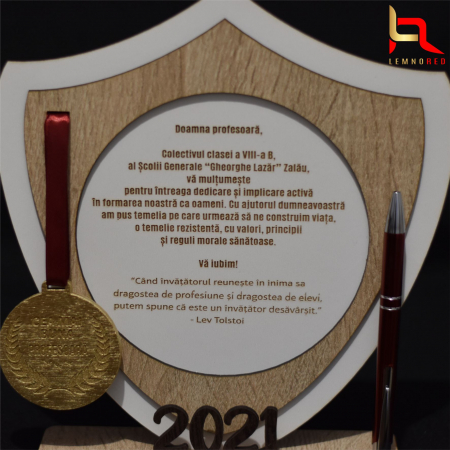 LEMNORED
Doamna profesoară,
Colectivul clasei a VIII-a B,
al Școlii Generale "Gheorghe Lazăr" Zalău,
vă mulțumește
pentru întreaga dedicare și implicare activă
în formarea noastră ca oameni. Cu ajutorul dumneavoastră
am pus temelia pe care urmează să ne construim viața,
o temelie rezistentă, cu valori, principii
și reguli morale sănătoase.
Vă iubim!
"Când învățătorul reunește în inima sa
dragostea de profesiune și dragostea de elevi,
putem spune că este un învățător desăvârșit."
- Lev Tolstoi
2021